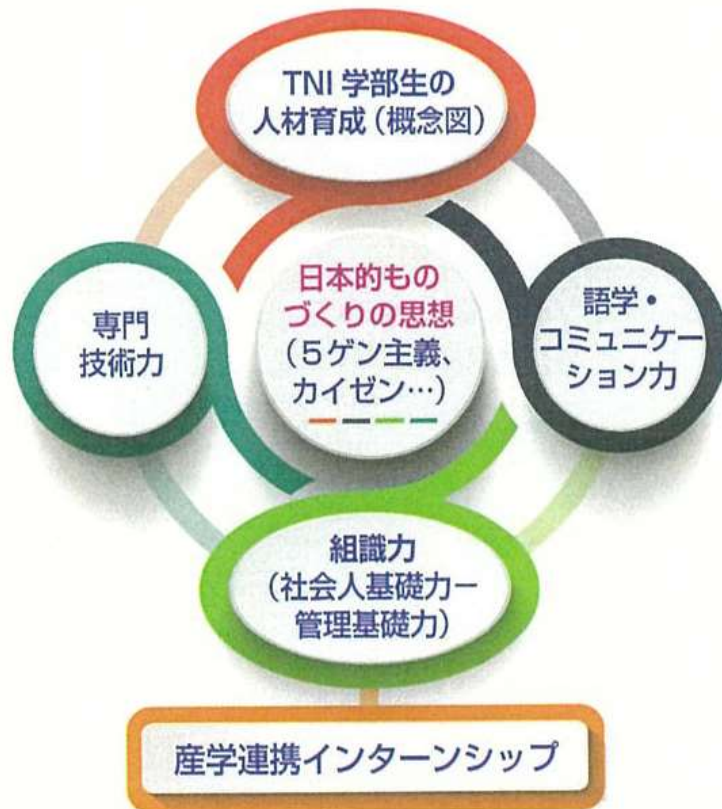 TNI 学部生の
人材育成(概念図)
日本的もの
づくりの思想
(5ゲン主義、
カイゼン…)
専門
技術力
語学・
コミュニケー
ション力
組識力
(社会人基礎力ー
管理基礎力)
産学連携インターンシップ